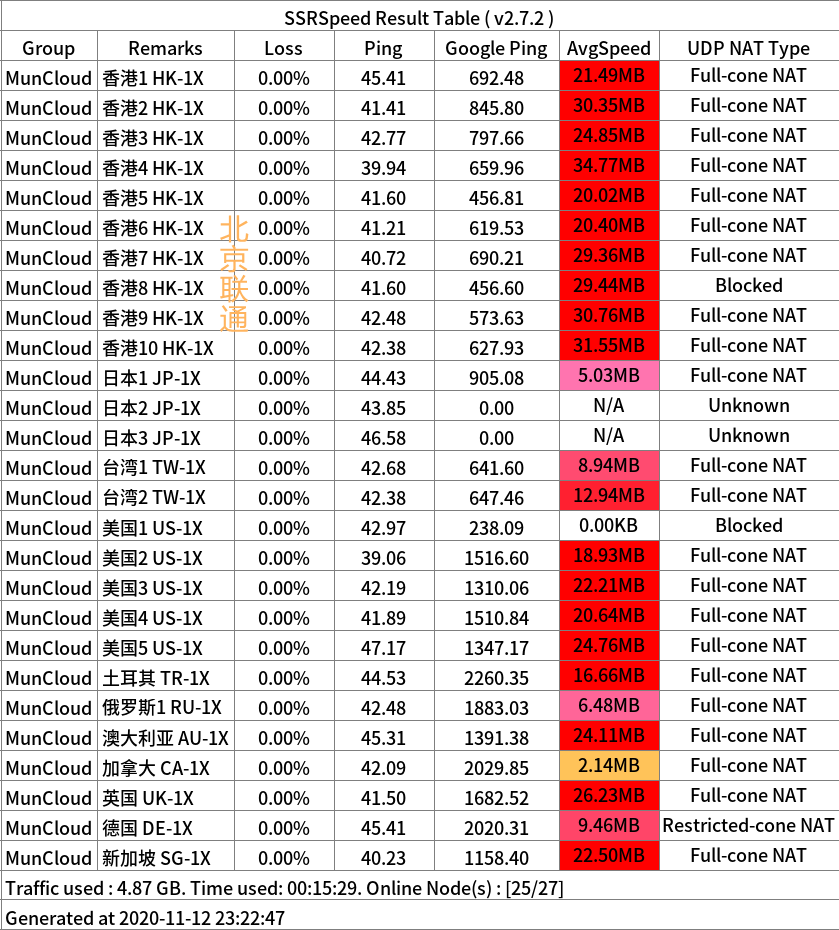 SSRSpeed Result Table ( v2.7.2 )
Group Remarks Loss Ping Google Ping AvgSpeed UDP NAT Type
MunCloud 香港1 HK-1X 0.00% 45.41 692.48 21.49MB Full-cone NAT
MunCloud 香港2 HK-1X 0.00% 41.41 845.80 30.35MB Full-cone NAT
MunCloud 香港3 HK-1X 0.00% 42.77 797.66 24.85MB Full-cone NAT
MunCloud 香港4 HK-1X 0.00% 39.94 659.96 34.77MB Full-cone NAT
MunCloud 香港5 HK-1X 0.00% 41.60 456.81 20.02MB Full-cone NAT
MunCloud 香港6 HK-1X 0.00% 41.21 619.53 20.40MB Full-cone NAT
MunCloud 香港7 HK-1X 0.00% 40.72 690.21 29.36MB Full-cone NAT
MunCloud 香港8 HK-1X 0.00% 41.60 456.60 29.44MB Blocked
MunCloud 香港9 HK-1X 0.00% 42.48 573.63 30.76MB Full-cone NAT
MunCloud 香港10 HK-1X 0.00% 42.38 627.93 31.55MB Full-cone NAT
MunCloud 日本1 JP-1X 0.00% 44.43 905.08 5.03MB Full-cone NAT
MunCloud 日本2 JP-1X 0.00% 43.85 0.00 N/A Unknown
MunCloud 日本3 JP-1X 0.00% 46.58 0.00 N/A Unknown
MunCloud 台湾1 TW-1X 0.00% 42.68 641.60 8.94MB Full-cone NAT
MunCloud 台湾2 TW-1X 0.00% 42.38 647.46 12.94MB Full-cone NAT
MunCloud 美国1 US-1X 0.00% 42.97 238.09 0.00KB Blocked
MunCloud 美国2 US-1X 0.00% 39.06 1516.60 18.93MB Full-cone NAT
MunCloud 美国3 US-1X 0.00% 42.19 1310.06 22.21MB Full-cone NAT
MunCloud 美国4 US-1X 0.00% 41.89 1510.84 20.64MB Full-cone NAT
MunCloud 美国5 US-1X 0.00% 47.17 1347.17 24.76MB Full-cone NAT
MunCloud 土耳其 TR-1X 0.00% 44.53 2260.35 16.66MB Full-cone NAT
MunCloud 俄罗斯1 RU-1X 0.00% 42.48 1883.03 6.48MB Full-cone NAT
MunCloud 澳大利亚 AU-1X 0.00% 45.31 1391.38 24.11MB Full-cone NAT
MunCloud 加拿大 CA-1X 0.00% 42.09 2029.85 2.14MB Full-cone NAT
MunCloud 英国 UK-1X 0.00% 41.50 1682.52 26.23MB Full-cone NAT
MunCloud 德国 DE-1X 0.00% 45.41 2020.31 9.46MB Restricted-cone NAT
MunCloud 新加坡 SG-1X 0.00% 40.23 1158.40 22.50MB Full-cone NAT
Traffic used : 4.87 GB. Time used: 00:15:29. Online Node(s) : [25/27]
Generated at 2020-11-12 23:22:47
北京联通